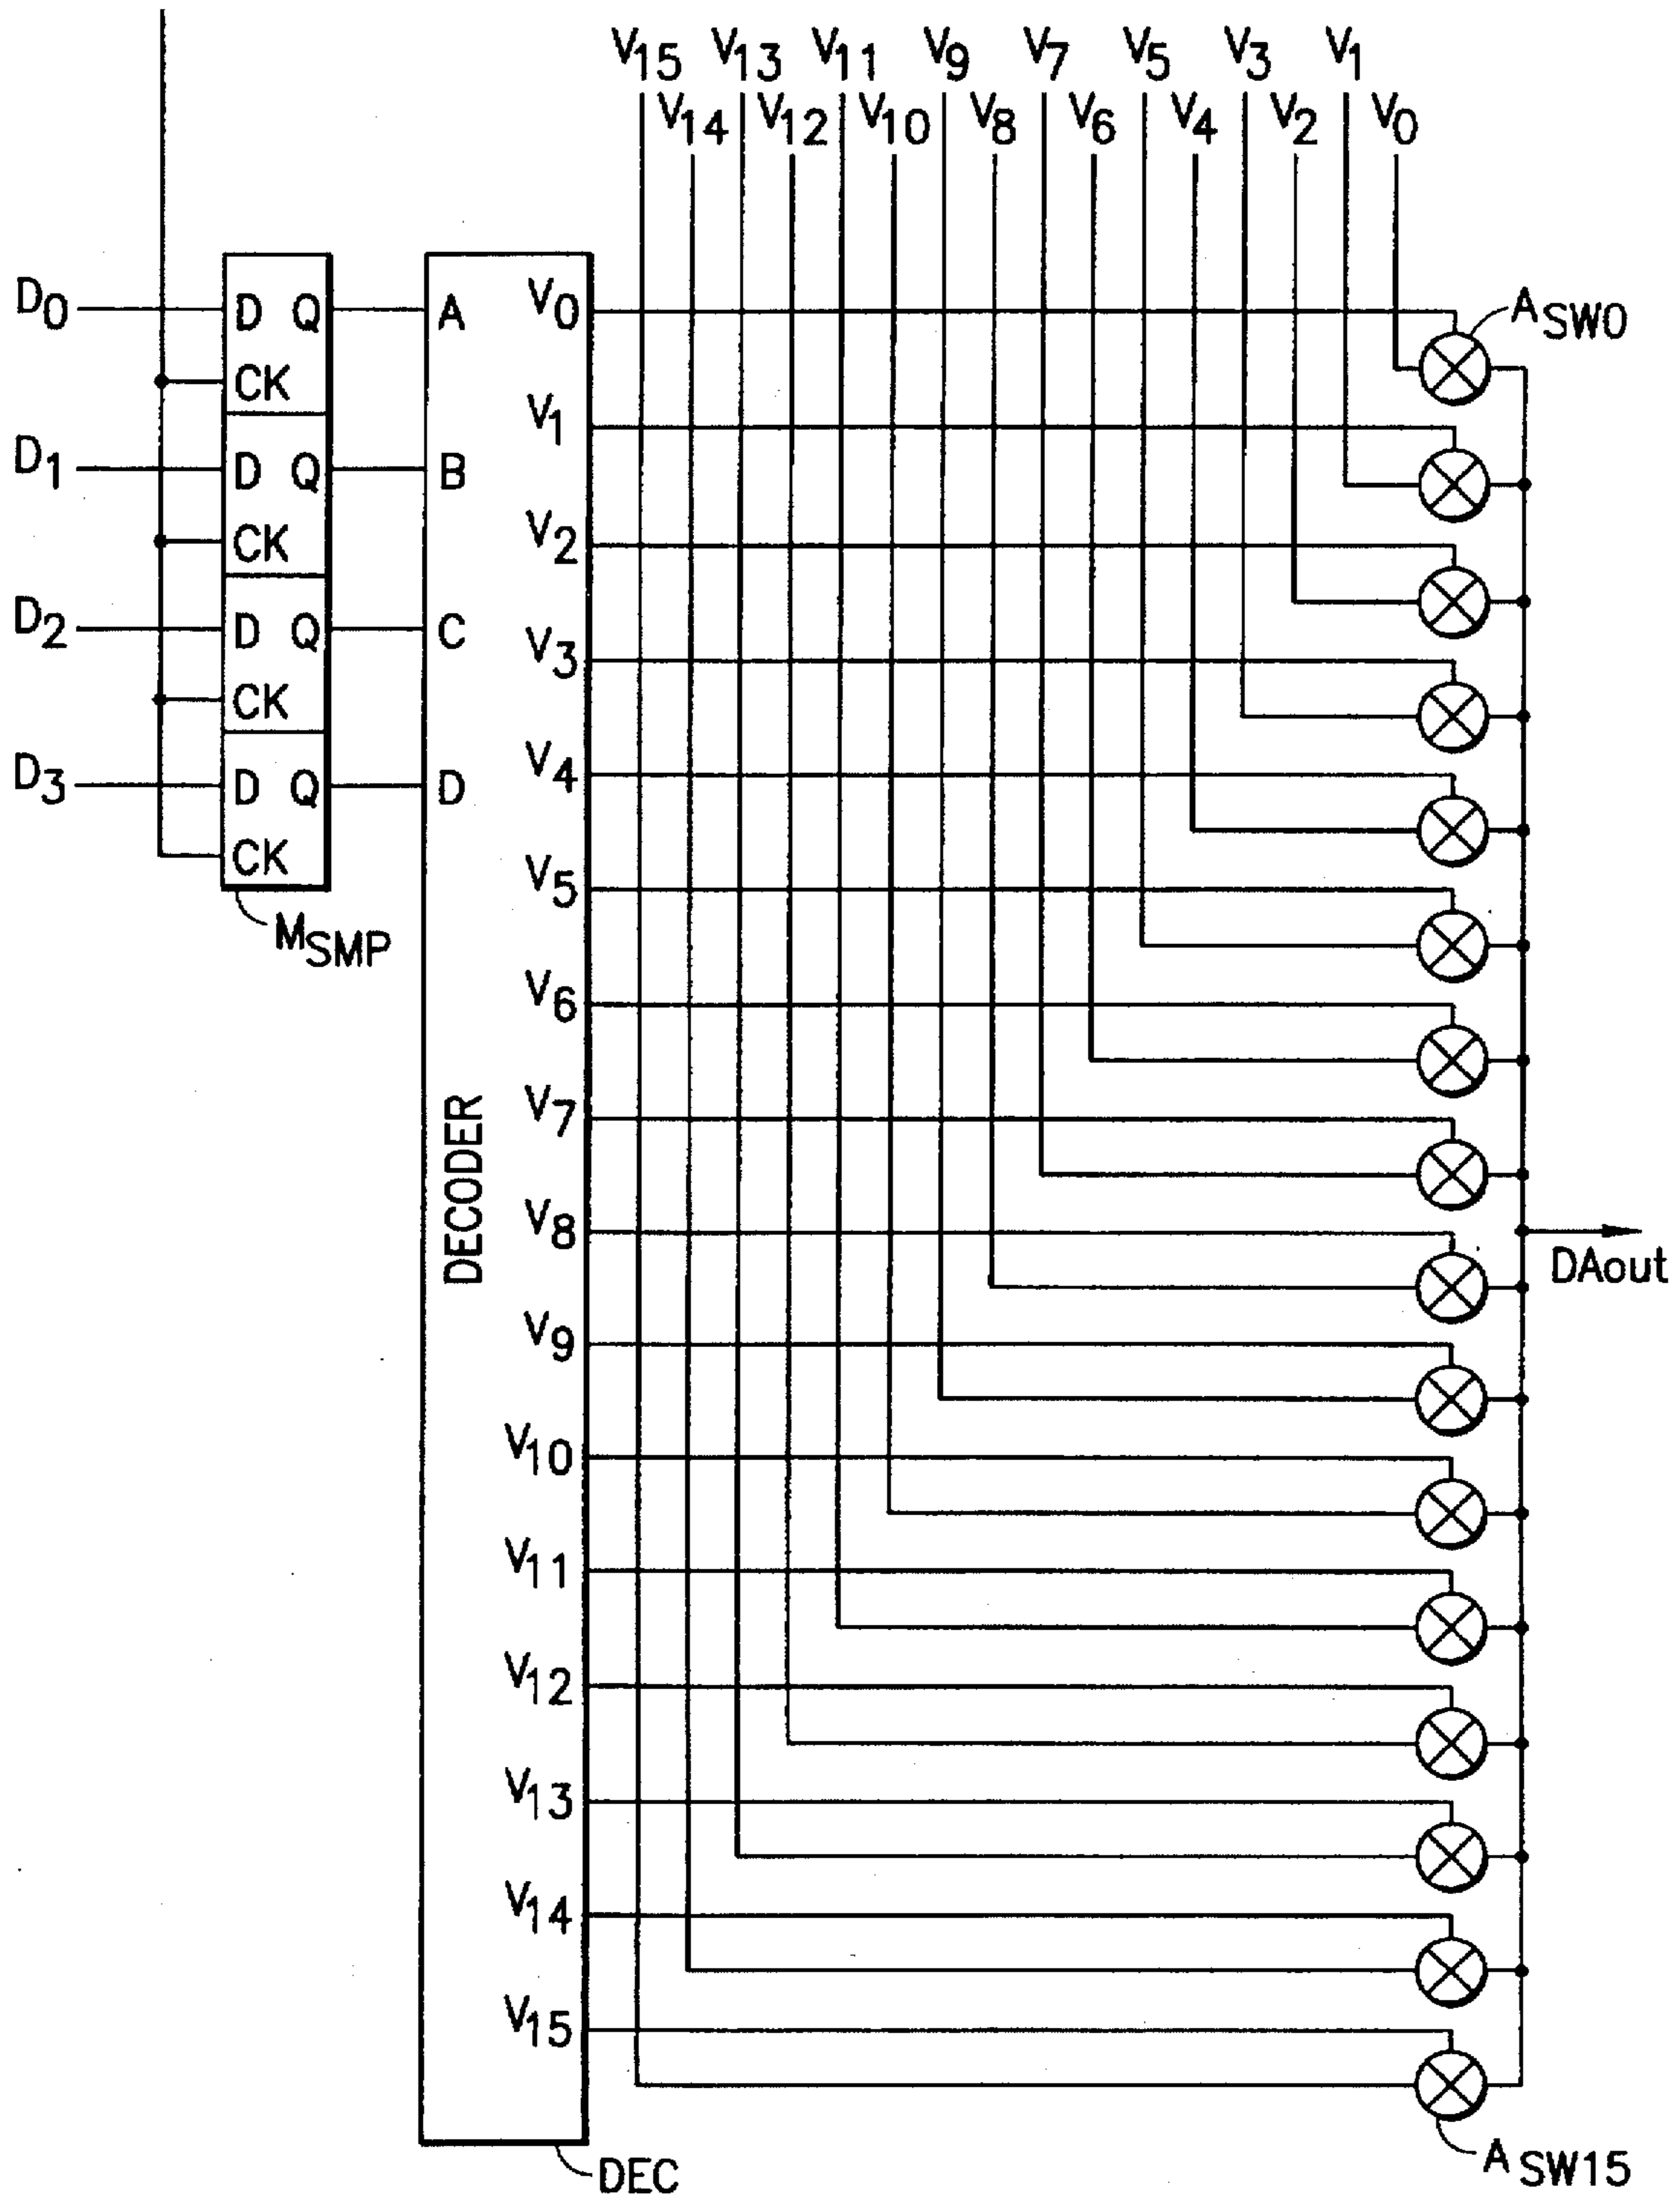 V15 V13 V11 V9 V7 V5 V3 V1
V14 V12 V10 V8 V6 V4 V2 V0
D0 D Q A V0 ASW0
CK
V1
D1 D Q B
CK V2
D2 D Q C
V3
CK
D3 D Q D V4
CK
V5
MSMP
V6
V7
DECODER
V8
DAout
V9
V10
V11
V12
V13
V14
V15
DEC
ASW15